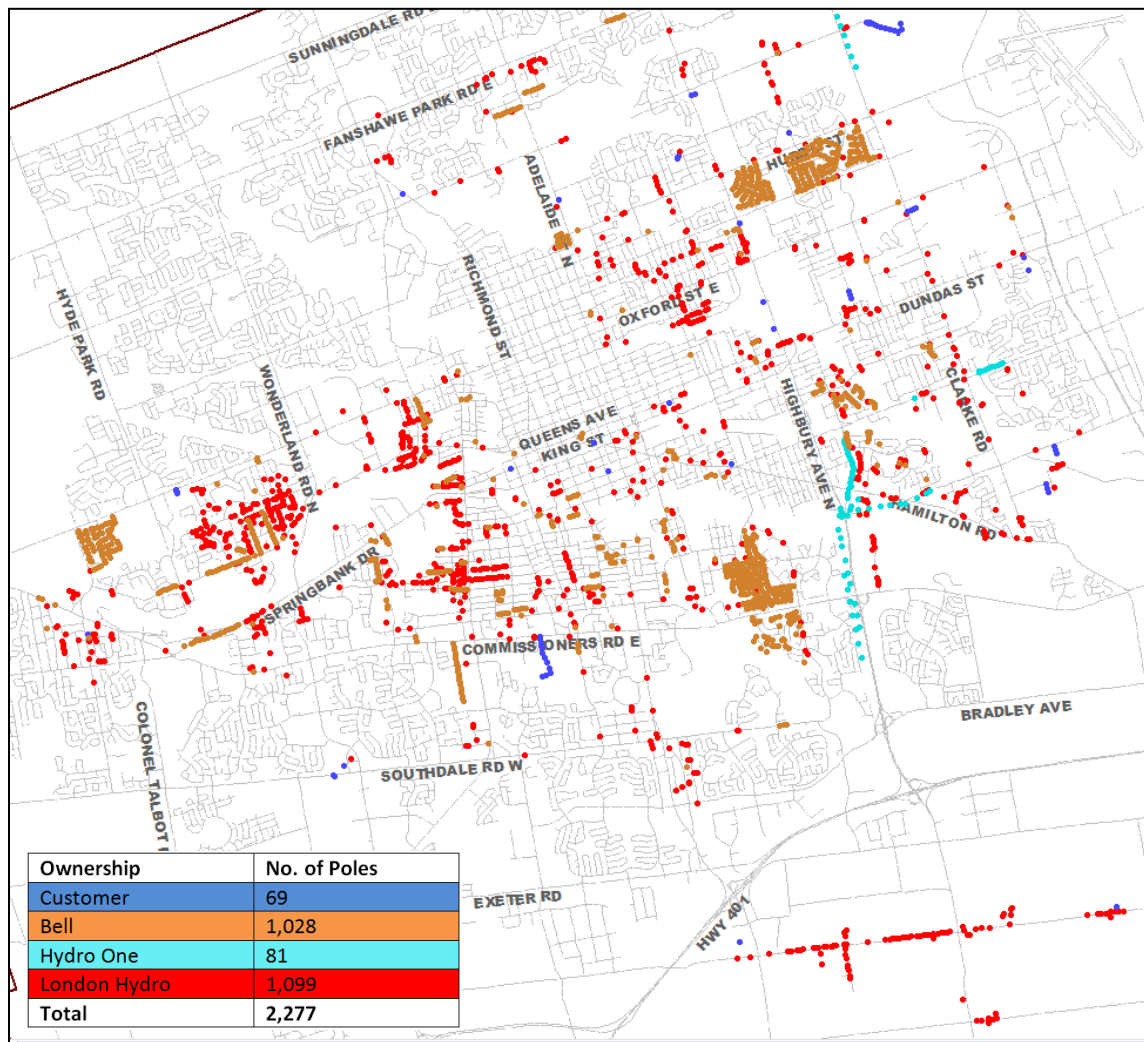 SUNNINGDALE RD E
FANSHAWE PARK RD E
ADELAIDE ST N
HYDE PARK RD
RICHMOND ST
OXFORD ST E
DUNDAS ST
WONDERLAND RD N
QUEENS AVE
KING ST
HIGHBURY AVE N
CLARKE RD
HAMILTON RD
SPRINGBANK DR
COMMISSIONERS RD E
COLONEL TALBOT
BRADLEY AVE
SOUTHDALE RD W
EXETER RD
HWY 401
Ownership No. of Poles
Customer 69
Bell 1,028
Hydro One 81
London Hydro 1,099
Total 2,277